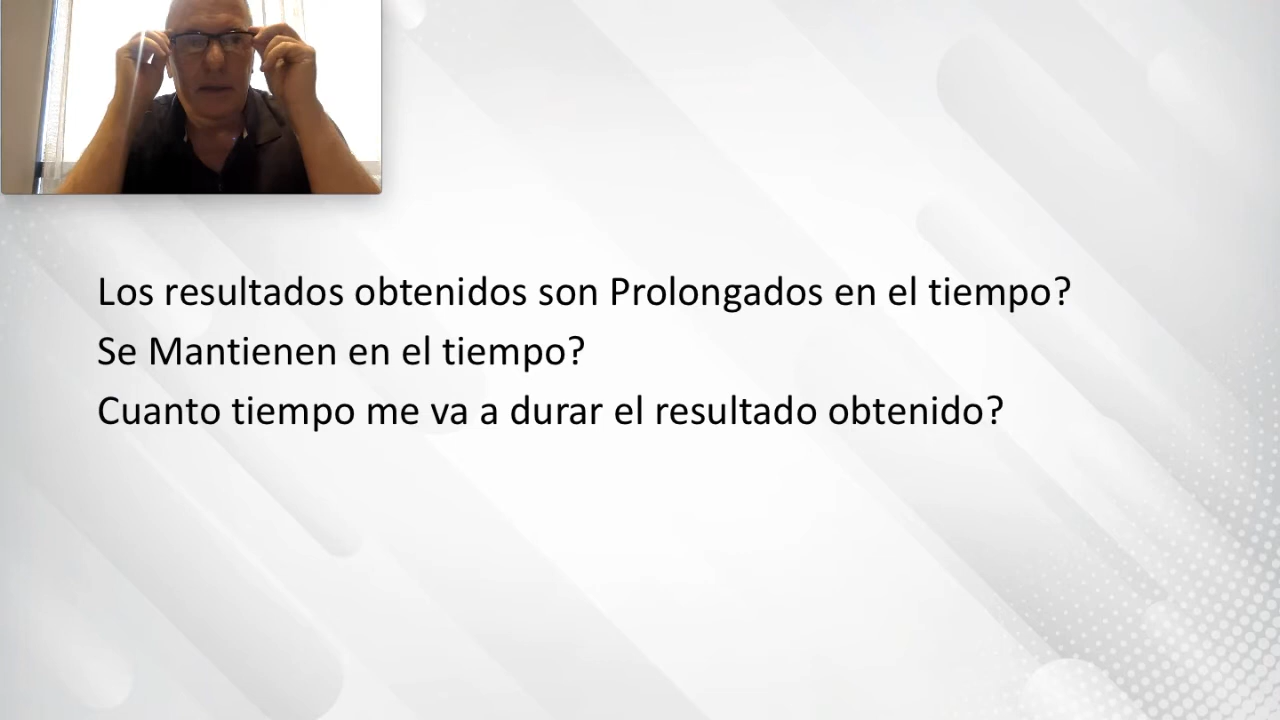 Los resultados obtenidos son Prolongados en el tiempo?
Se Mantienen en el tiempo?
Cuanto tiempo me va a durar el resultado obtenido?